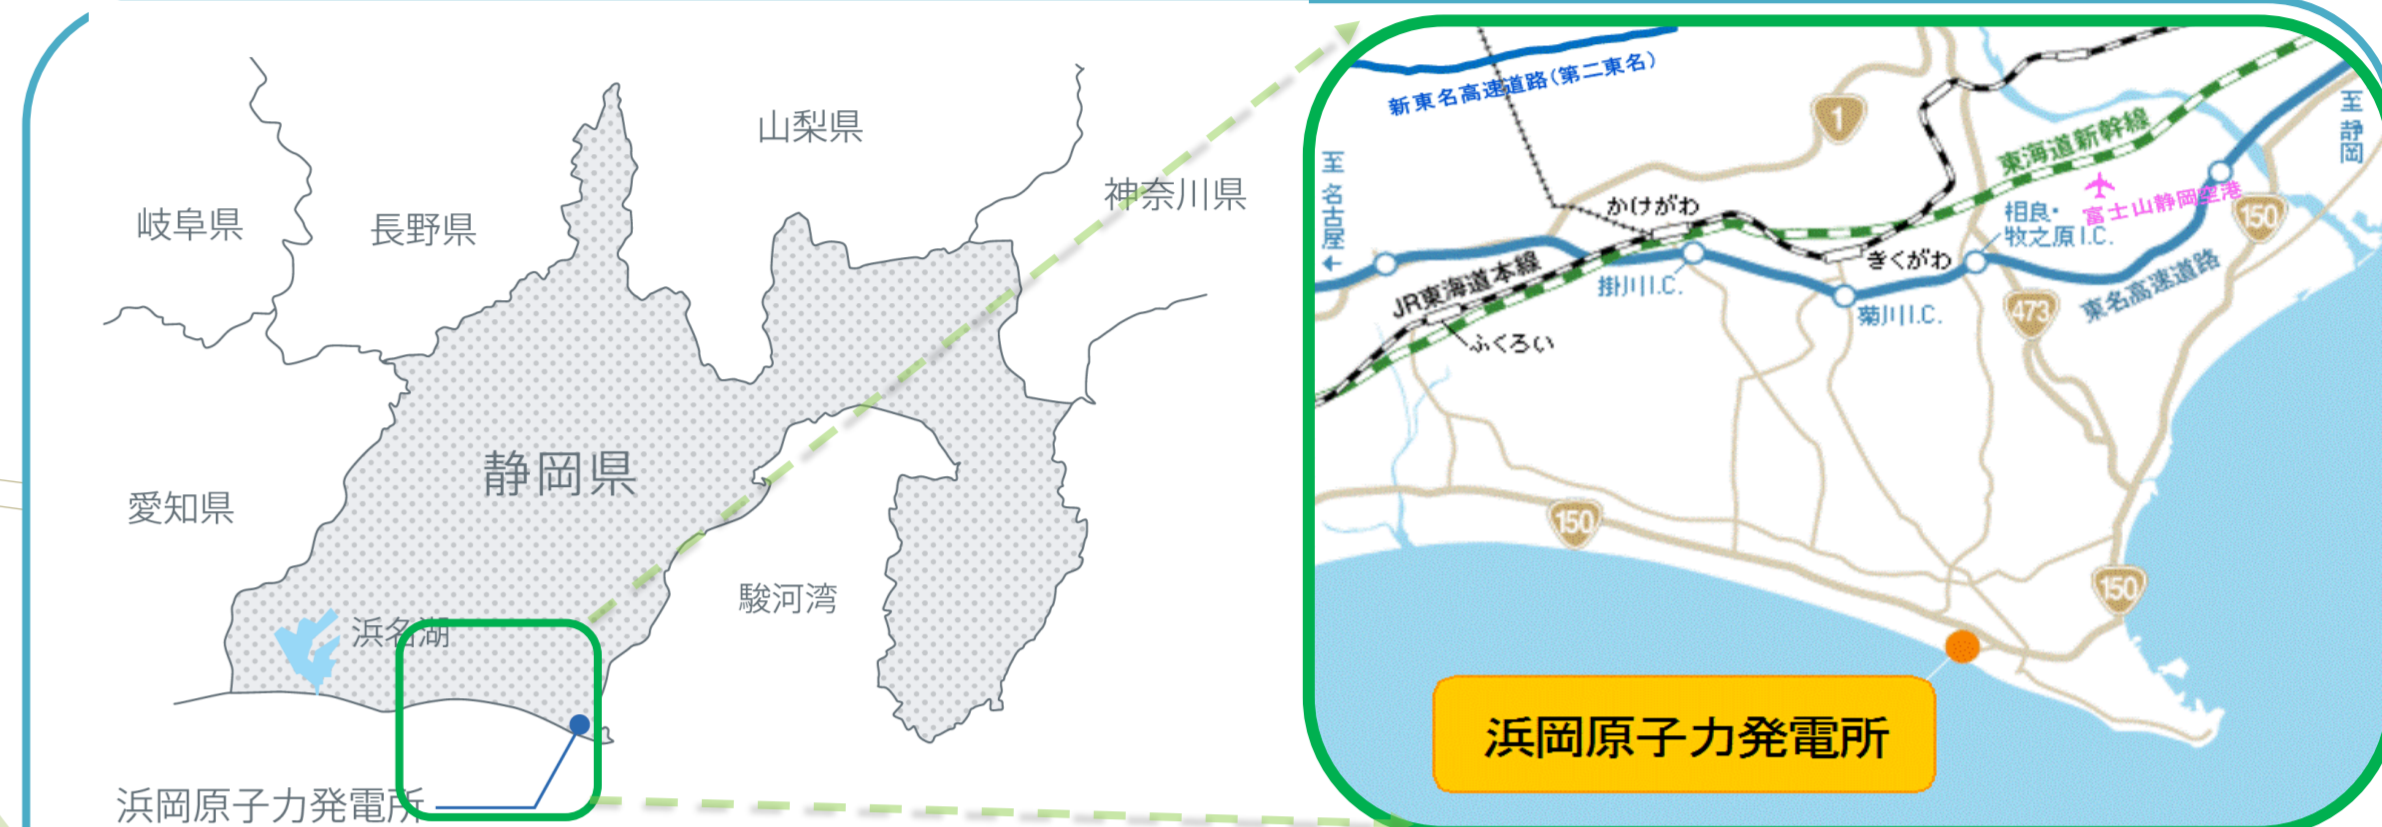 山梨県
神奈川県
岐阜県
長野県
静岡県
愛知県
駿河湾
浜名湖
浜岡原子力発電所
新東名高速道路(第二東名)
1
至静岡
東海道新幹線
至名古屋←
かけがわ
富士山静岡空港
150
相良・
牧之原I.C.
きくがわ
JR東海道本線
掛川I.C.
菊川I.C.
473
東名高速道路
ふくろい
150
150
浜岡原子力発電所